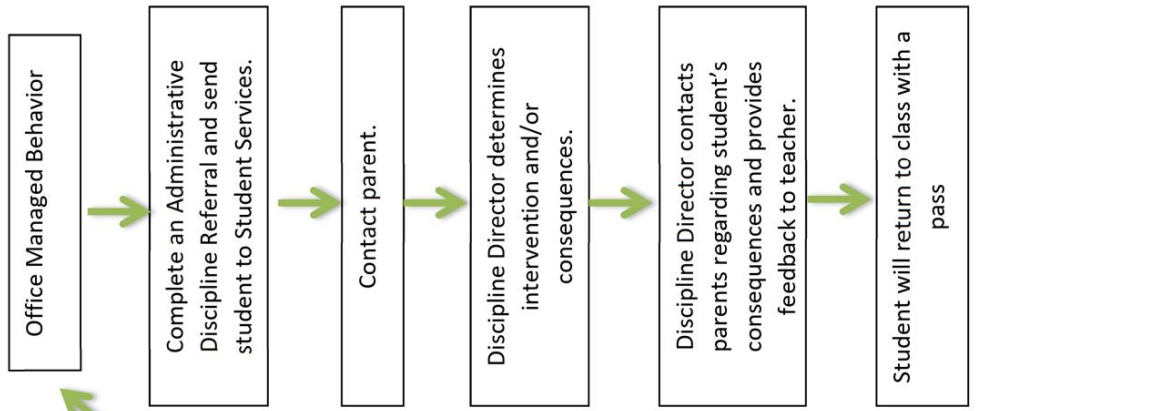 Office Managed Behavior
Complete an Administrative
Discipline Referral and send
student to Student Services.
Contact parent.
Discipline Director determines
intervention and/or
consequences.
Discipline Director contacts
parents regarding student's
consequences and provides
feedback to teacher.
Student will return to class with a
pass